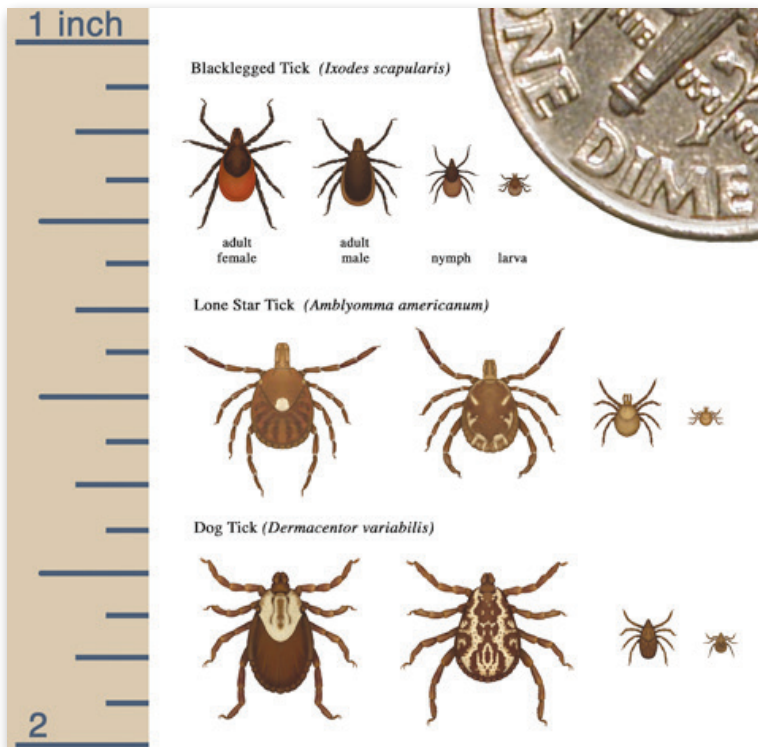 1 inch
Blacklegged Tick (Ixodes scapularis)
adult
female
adult
male
nymph
larva
Lone Star Tick (Amblyomma americanum)
Dog Tick (Dermacentor variabilis)
2
ONE DIME